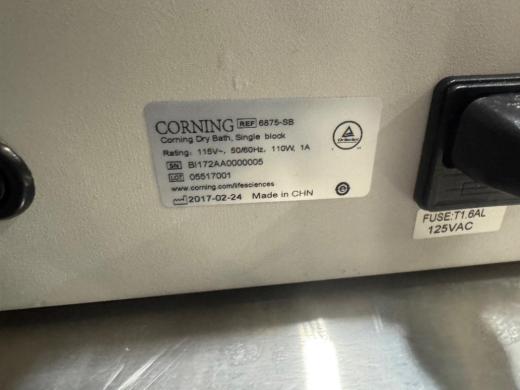 CORNING REF 6875-SB
Corning Dry Bath, Single block
Rating: 115V~, 50/60Hz, 110W, 1A
SN BI172AA0000005
LOT 05517001
www.corning.com/lifesciences
2017-02-24 Made in CHN
FUSE:T1.6AL
125VAC